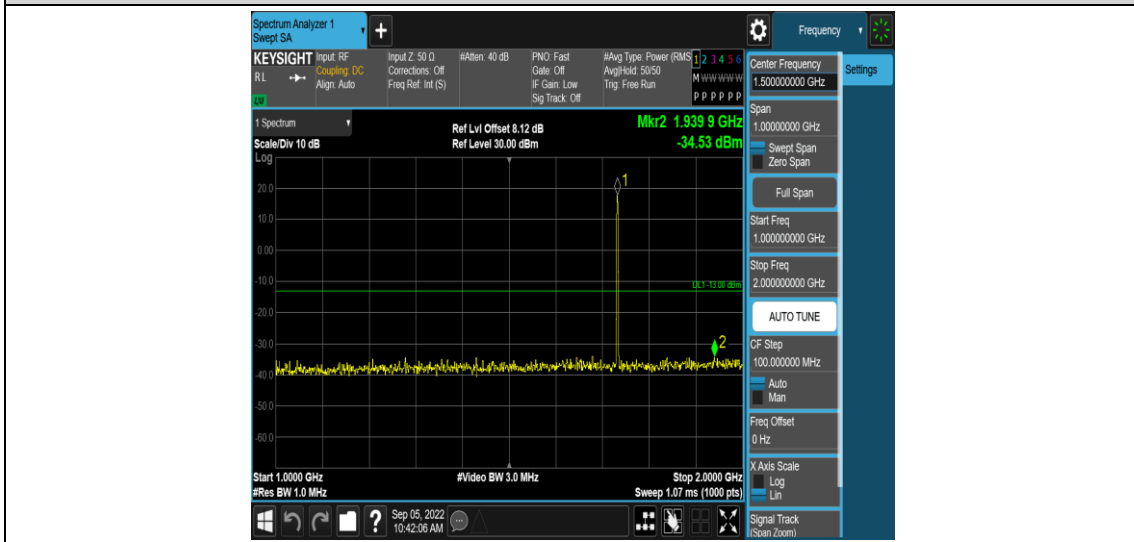 Spectrum Analyzer 1
Swept SA
+
Frequency
KEYSIGHT
RL
LXI
Input: RF
Coupling: DC
Align: Auto
Input Z: 50 Ω
Corrections: Off
Freq Ref: Int (S)
#Atten: 40 dB
PNO: Fast
Gate: Off
IF Gain: Low
Sig Track: Off
#Avg Type: Power (RMS
Avg|Hold: 50/50
Trig: Free Run
1 2 3 4 5 6
M W W W W W
P P P P P P
1 Spectrum
Scale/Div 10 dB
Log
Ref Lvl Offset 8.12 dB
Ref Level 30.00 dBm
Mkr2 1.939 9 GHz
-34.53 dBm
1
20.0
10.0
0.00
-10.0
DL1 -13.00 dBm
-20.0
-30.0
2
-40.0
-50.0
-60.0
Start 1.0000 GHz
#Res BW 1.0 MHz
#Video BW 3.0 MHz
Stop 2.0000 GHz
Sweep 1.07 ms (1000 pts)
?
Sep 05, 2022
10:42:06 AM
Center Frequency
1.50000000 GHz
Settings
Span
1.00000000 GHz
Swept Span
Zero Span
Full Span
Start Freq
1.000000000 GHz
Stop Freq
2.000000000 GHz
AUTO TUNE
CF Step
100.000000 MHz
Auto
Man
Freq Offset
0 Hz
X Axis Scale
Log
Lin
Signal Track
(Span Zoom)